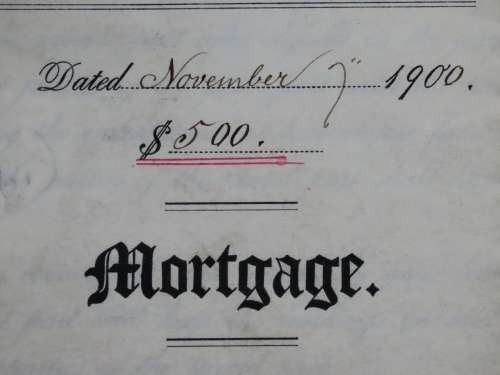 Dated November 7" 1900.
$500.
Mortgage.